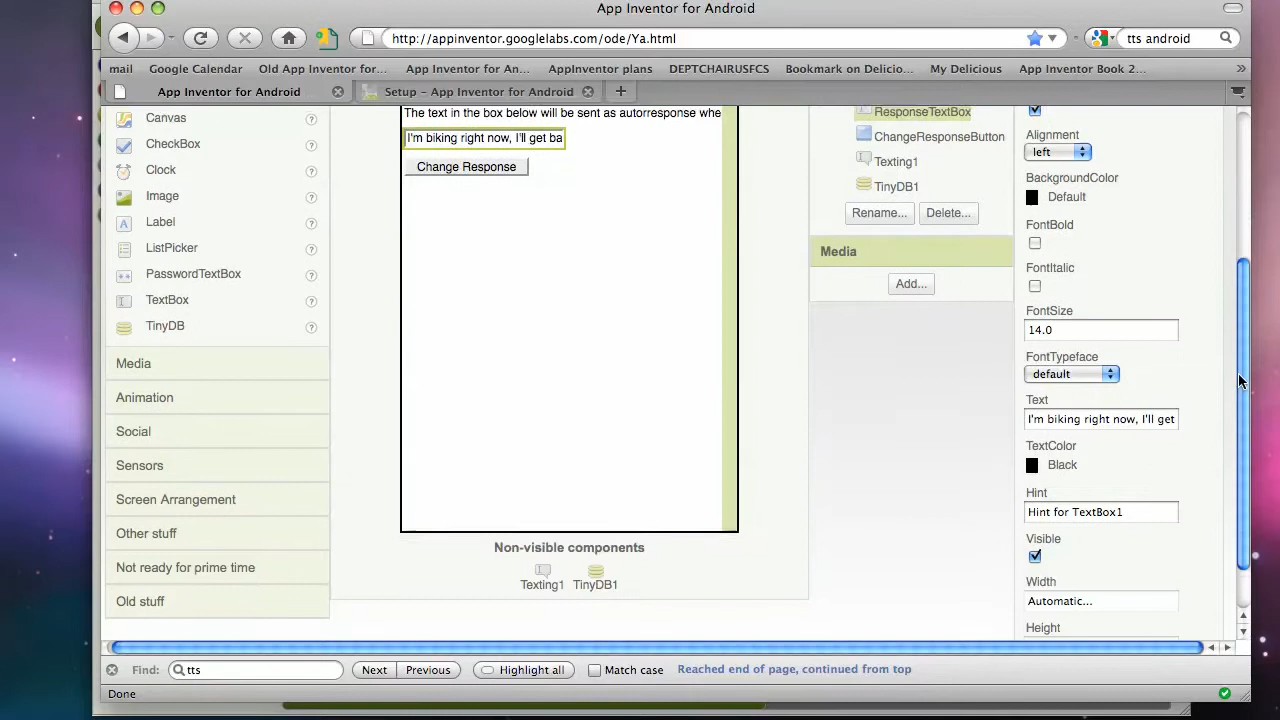 App Inventor for Android
http://appinventor.googlelabs.com/ode/Ya.html
tts android
mail
Google Calendar
Old App Inventor for...
App Inventor for An...
AppInventor plans
DEPTCHAIRUSFCS
Bookmark on Delicio...
My Delicious
App Inventor Book 2...
»
App Inventor for Android
Setup – App Inventor for Android
Canvas
?
CheckBox
?
Clock
?
Image
?
Label
?
ListPicker
?
PasswordTextBox
?
TextBox
?
TinyDB
?
Media
Animation
Social
Sensors
Screen Arrangement
Other stuff
Not ready for prime time
Old stuff
The text in the box below will be sent as autorresponse whe
I'm biking right now, I'll get ba
Change Response
Non-visible components
Texting1
TinyDB1
ResponseTextBox
ChangeResponseButton
Texting1
TinyDB1
Rename...
Delete...
Media
Add...
Alignment
left
BackgroundColor
Default
FontBold
FontItalic
FontSize
14.0
FontTypeface
default
Text
I'm biking right now, I'll get
TextColor
Black
Hint
Hint for TextBox1
Visible
Width
Automatic...
Height
Find:
tts
Next
Previous
Highlight all
Match case
Reached end of page, continued from top
Done